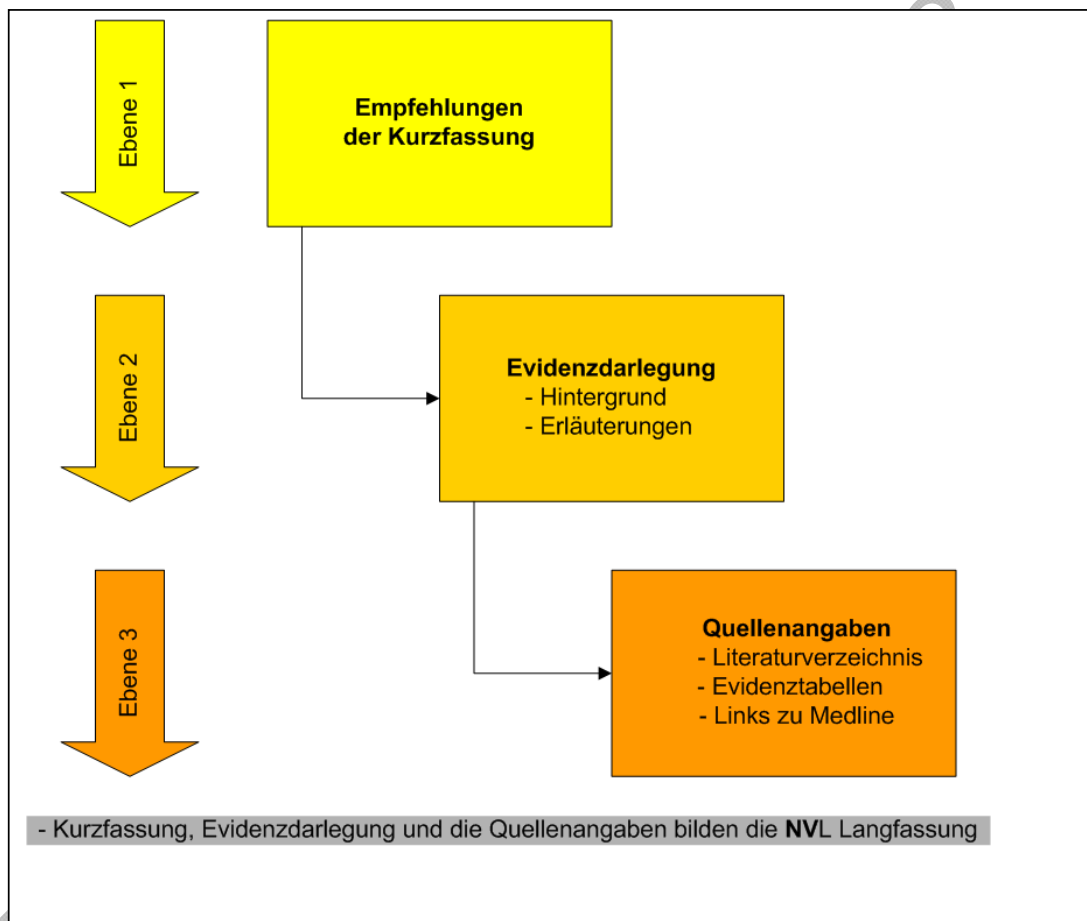 Ebene 1
Empfehlungen
der Kurzfassung
Ebene 2
Evidenzdarlegung
- Hintergrund
- Erläuterungen
Ebene 3
Quellenangaben
- Literaturverzeichnis
- Evidenztabellen
- Links zu Medline
- Kurzfassung, Evidenzdarlegung und die Quellenangaben bilden die NVL Langfassung